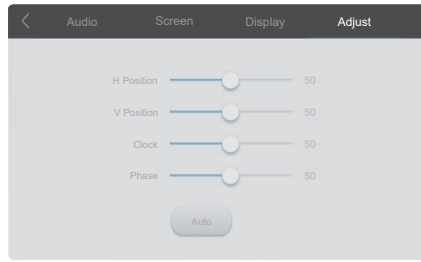 Audio Screen Display Adjust
H Position 50
V Position 50
Clock 50
Phase 50
Auto